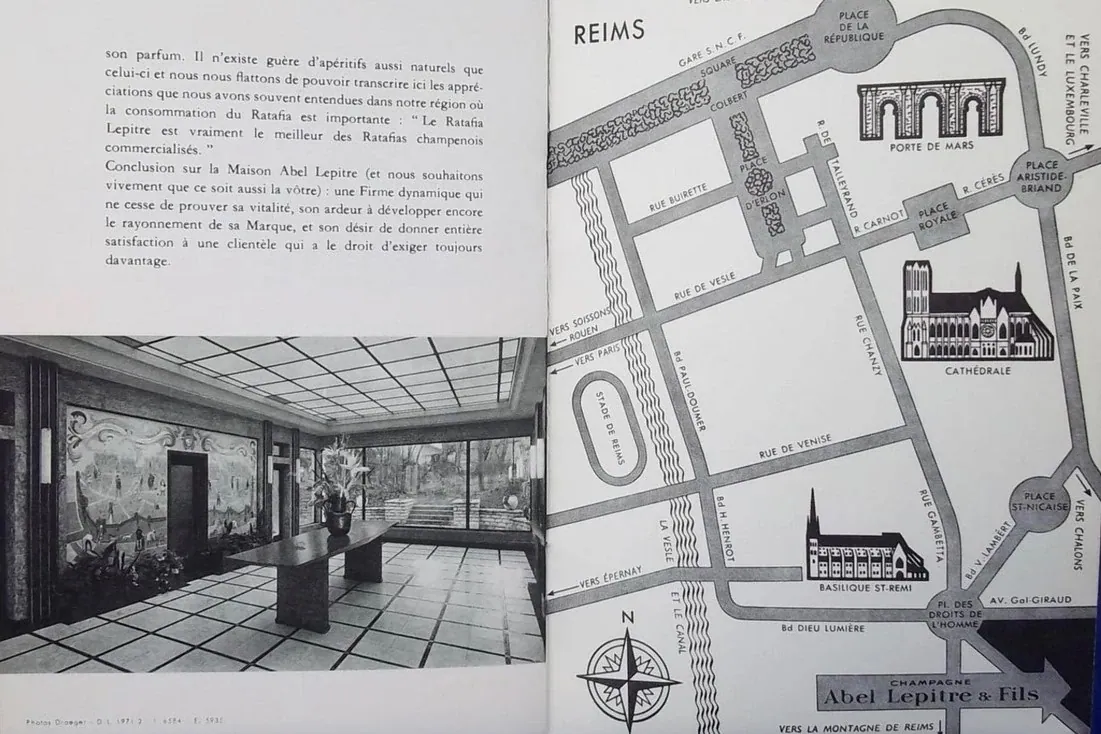 son parfum. Il n'existe guère d'apéritifs aussi naturels que
celui-ci et nous nous flattons de pouvoir transcrire ici les appré-
ciations que nous avons souvent entendues dans notre région où
la consommation du Ratafia est importante : " Le Ratafia
Lepitre est vraiment le meilleur des Ratafias champenois
commercialisés. "
Conclusion sur la Maison Abel Lepitre (et nous souhaitons
vivement que ce soit aussi la vôtre) : une Firme dynamique qui
ne cesse de prouver sa vitalité, son ardeur à développer encore
le rayonnement de sa Marque, et son désir de donner entière
satisfaction à une clientèle qui a le droit d'exiger toujours
davantage.
Photos Draeger - D L 1971 2
REIMS
GARE S.N.C.F.
SQUARE
COLBERT
PLACE
DE LA
RÉPUBLIQUE
Bd LUNDY
VERS CHARLEVILLE
ET LE LUXEMBOURG
PORTE DE MARS
PLACE
ARISTIDE-
BRIAND
R. CÉRÈS
PLACE
ROYALE
R. CARNOT
R. DE TALLEYRAND
PLACE
D'ERLON
RUE BUIRETTE
RUE DE VESLE
VERS SOISSONS
ROUEN
VERS PARIS
STADE DE REIMS
Bd PAUL-DOUMER
RUE CHANZY
CATHÉDRALE
Bd DE LA PAIX
RUE DE VENISE
PLACE
ST-NICAISE
VERS CHALONS
RUE GAMBETTA
Bd V. LAMBERT
Bd H. HENROT
LA VESLE
ET LE CANAL
VERS ÉPERNAY
BASILIQUE ST-REMI
AV. Gal-GIRAUD
Pl. DES
DROITS DE
L'HOMME
Bd DIEU LUMIÈRE
N
CHAMPAGNE
Abel Lepitre & Fils
VERS LA MONTAGNE DE REIMS